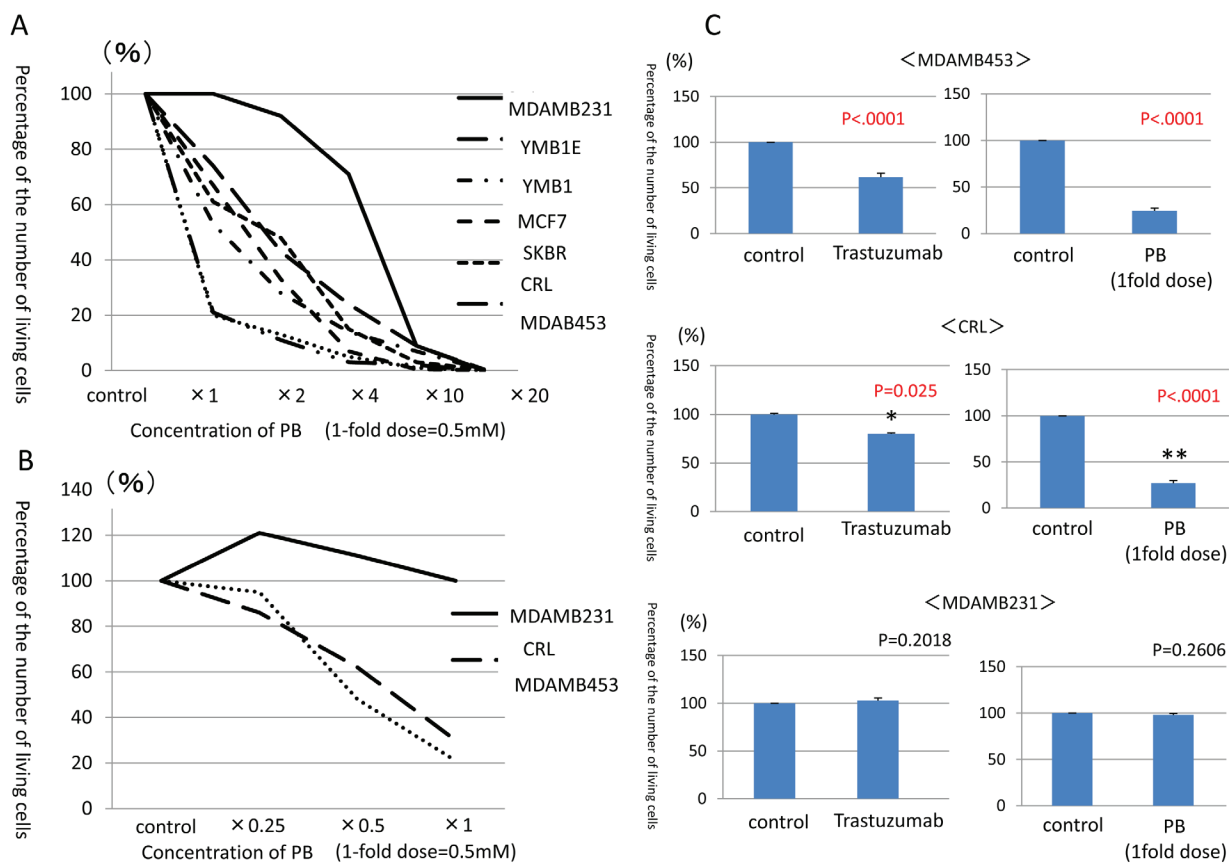 A
(%)
Percentage of the number of living cells
100
80
60
40
20
0
MDAMB231
YMB1E
YMB1
MCF7
SKBR
CRL
MDAB453
control ×1 ×2 ×4 ×10 ×20
Concentration of PB (1-fold dose=0.5mM)
B
(%)
Percentage of the number of living cells
140
120
100
80
60
40
20
0
MDAMB231
CRL
MDAMB453
control ×0.25 ×0.5 ×1
Concentration of PB (1-fold dose=0.5mM)
C
(%)
<MDAMB453>
Percentage of the number of living cells
150
100
50
0
P<.0001
control Trastuzumab
150
100
50
0
P<.0001
control PB
(1fold dose)
(%)
<CRL>
Percentage of the number of living cells
150
100
50
0
P=0.025
*
control Trastuzumab
150
100
50
0
P<.0001
**
control PB
(1fold dose)
(%)
<MDAMB231>
Percentage of the number of living cells
150
100
50
0
P=0.2018
control Trastuzumab
150
100
50
0
P=0.2606
control PB
(1fold dose)